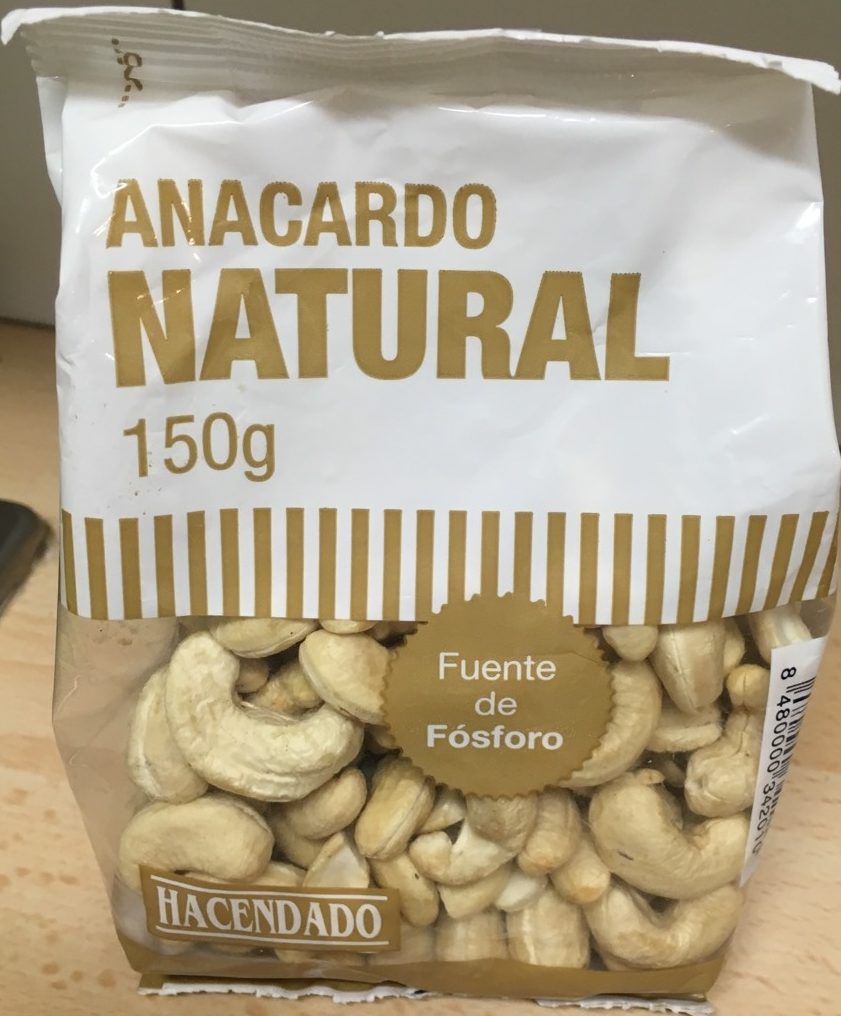 ANACARDO
NATURAL
150g
Fuente
de
Fósforo
HACENDADO